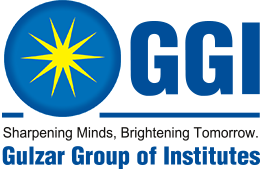 GGI
Sharpening Minds, Brightening Tomorrow.
Gulzar Group of Institutes